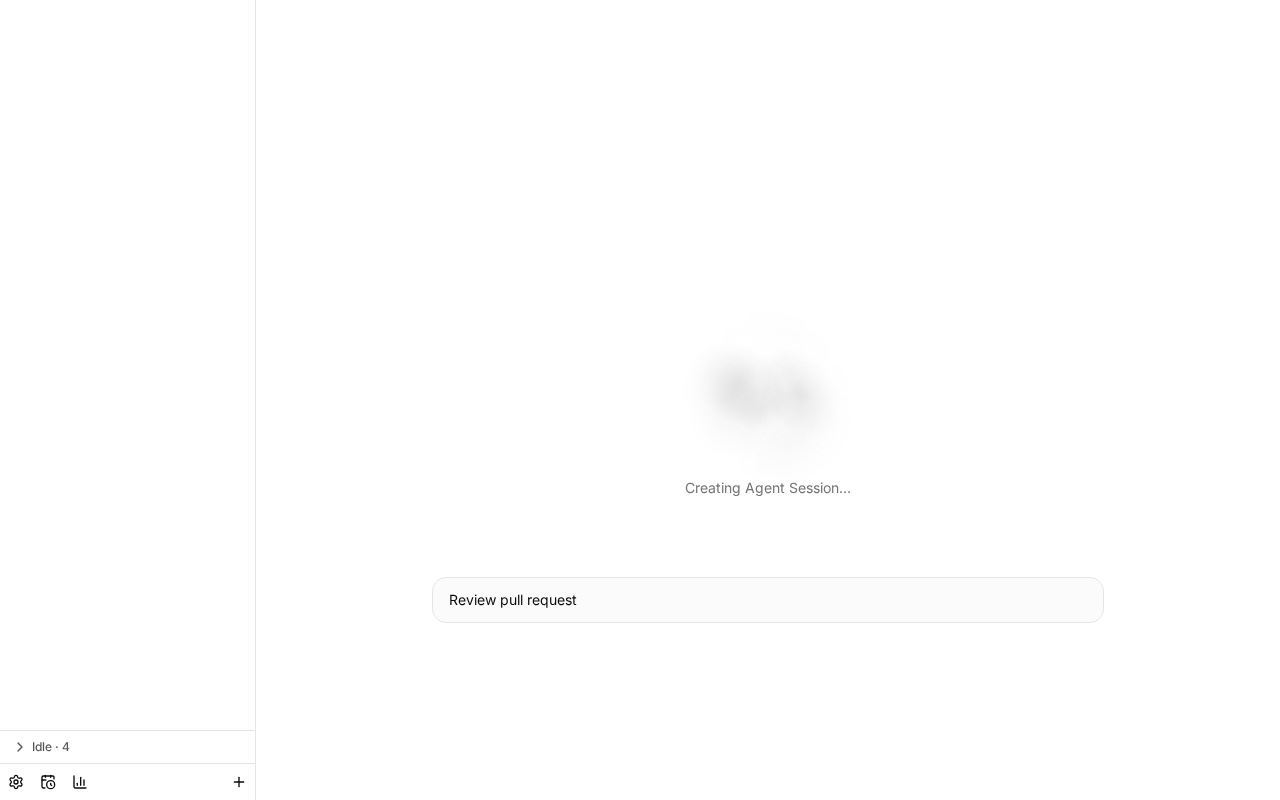 Creating Agent Session...
Review pull request
Idle · 4